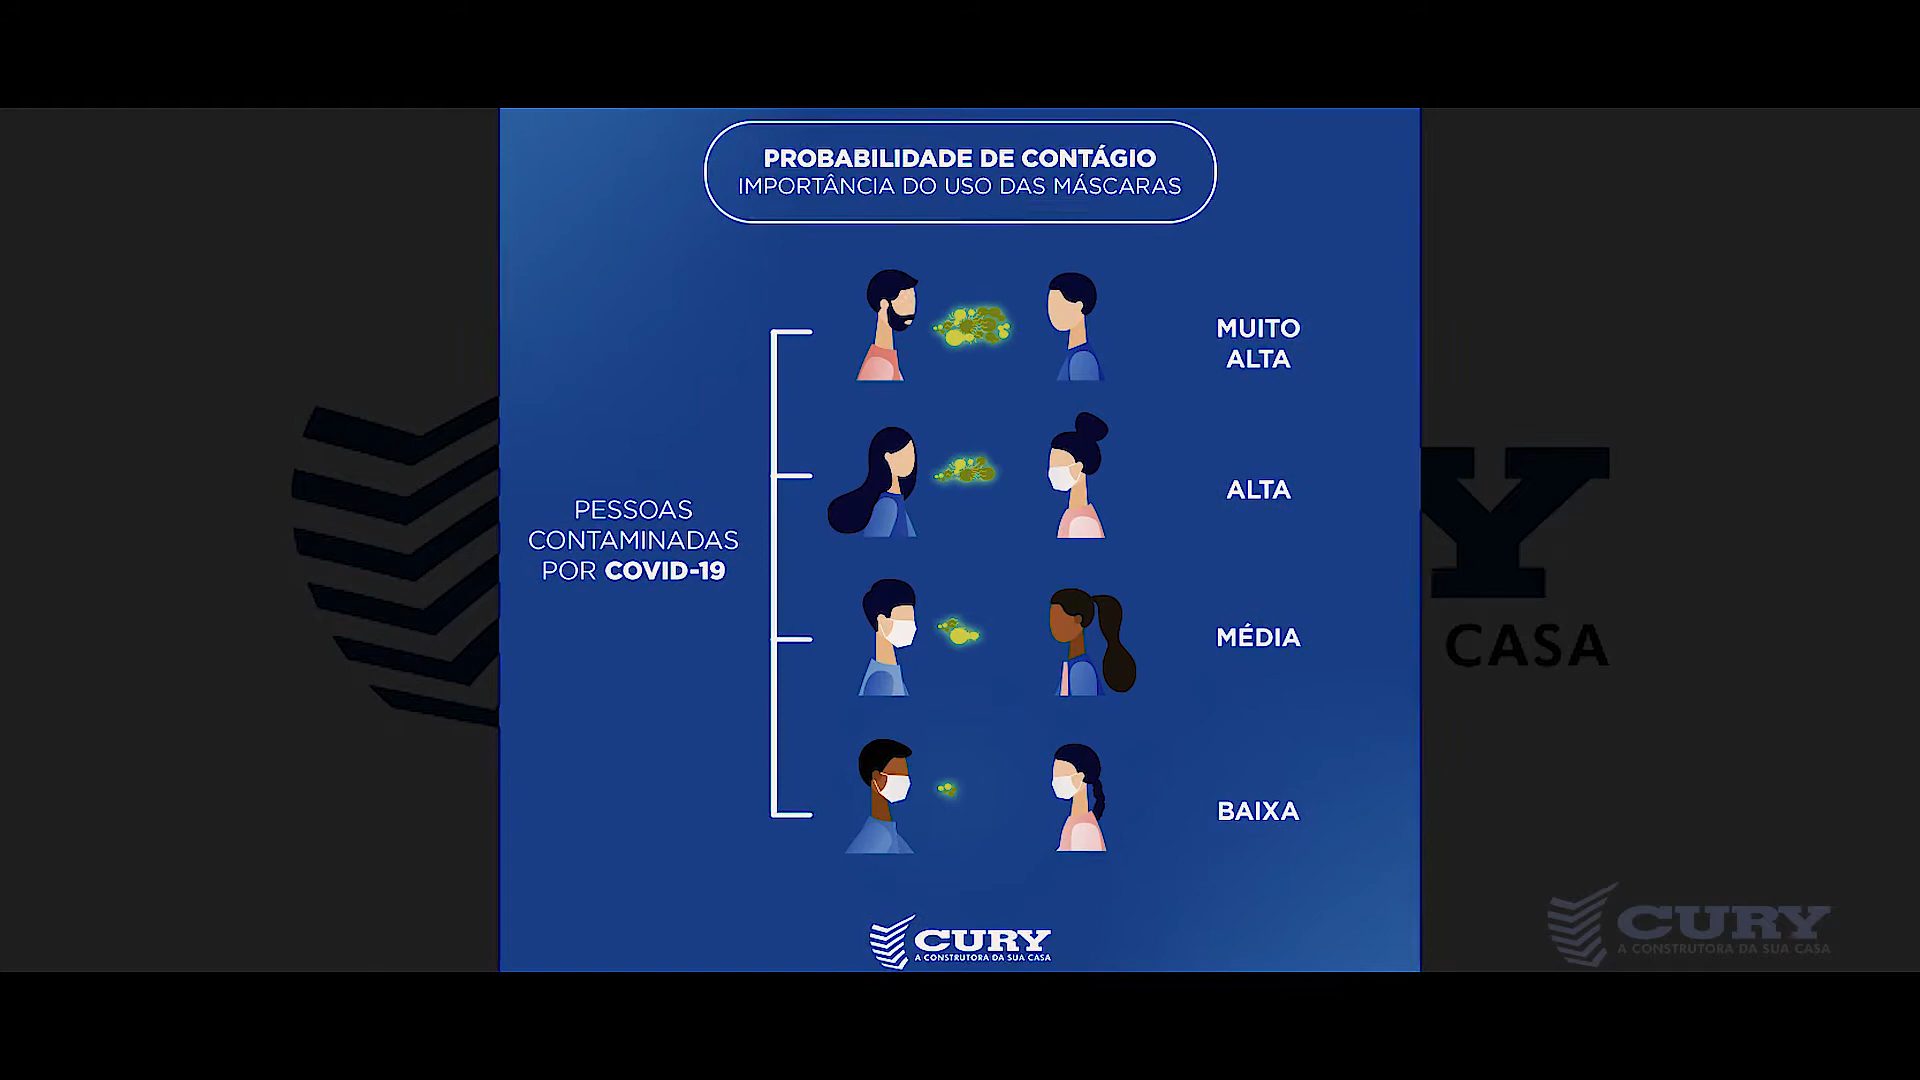 PROBABILIDADE DE CONTÁGIO
IMPORTÂNCIA DO USO DAS MÁSCARAS
MUITO
ALTA
ALTA
PESSOAS
CONTAMINADAS
POR COVID-19
MÉDIA
BAIXA
CURY
A CONSTRUTORA DA SUA CASA
Y
CASA
CURY
A CONSTRUTORA DA SUA CASA